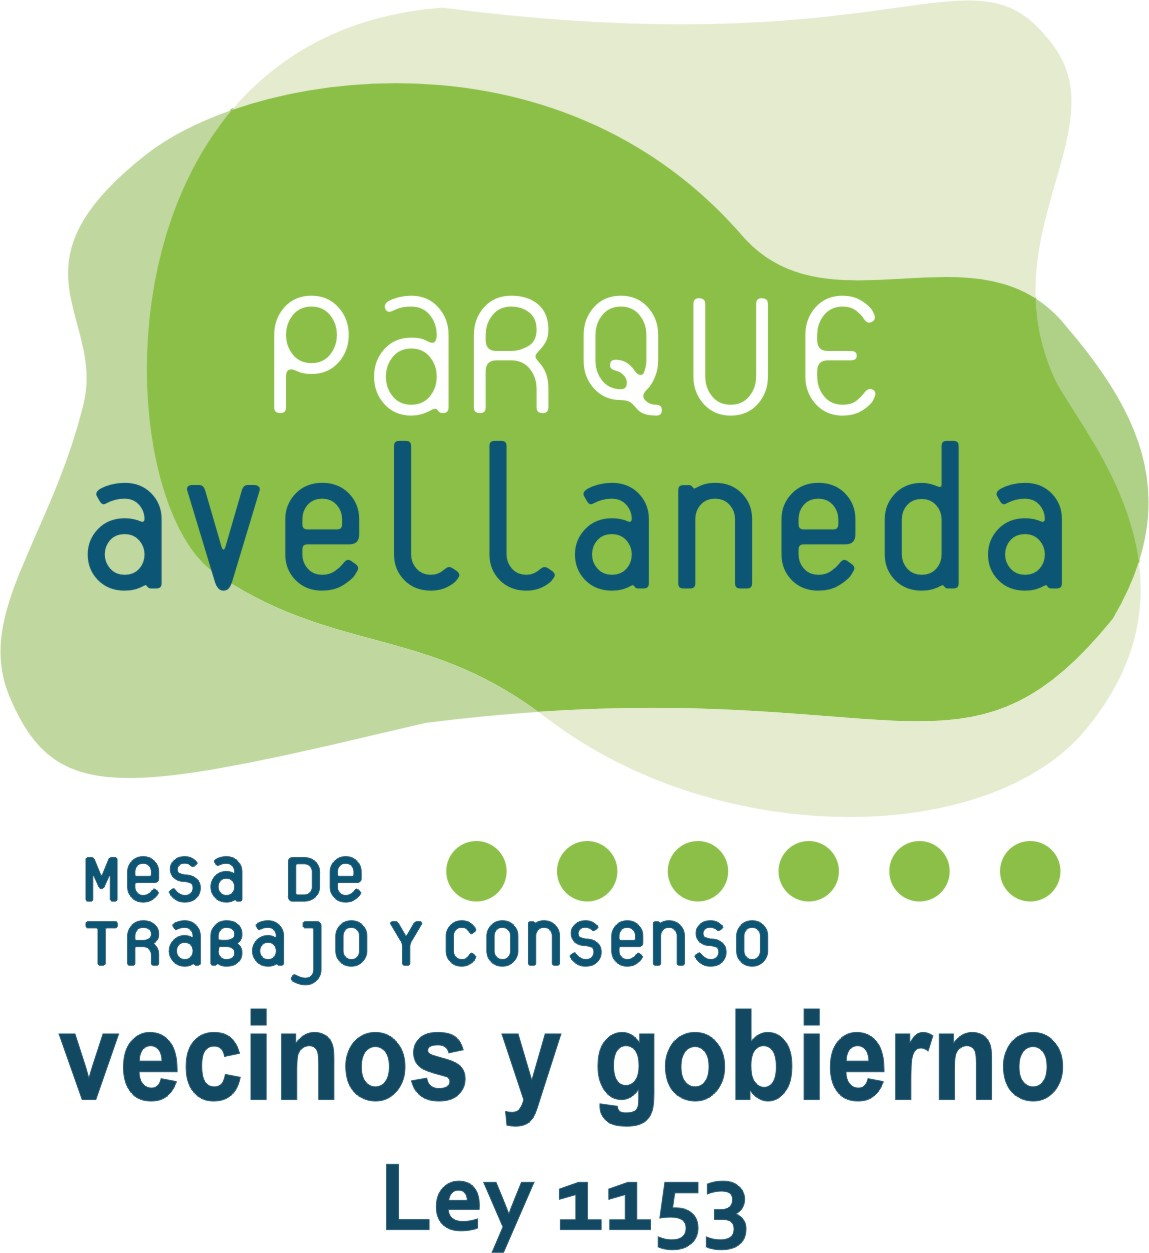 PaRQUE
avellaneda
Mesa DE
TRaBajo Y consenso
vecinos y gobierno
Ley 1153